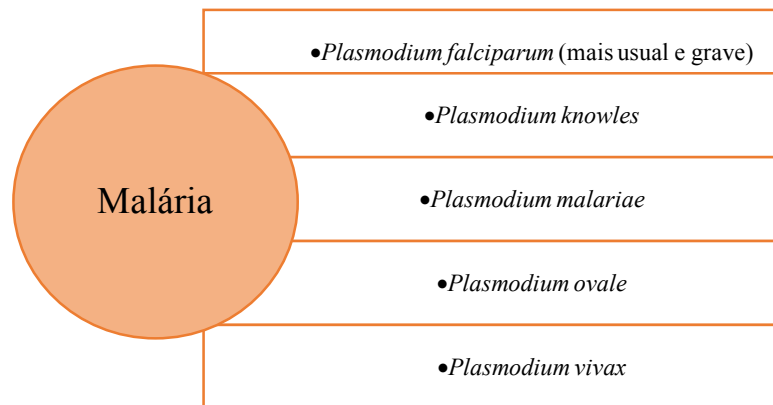 Malária
•Plasmodium falciparum (mais usual e grave)
•Plasmodium knowles
•Plasmodium malariae
•Plasmodium ovale
•Plasmodium vivax